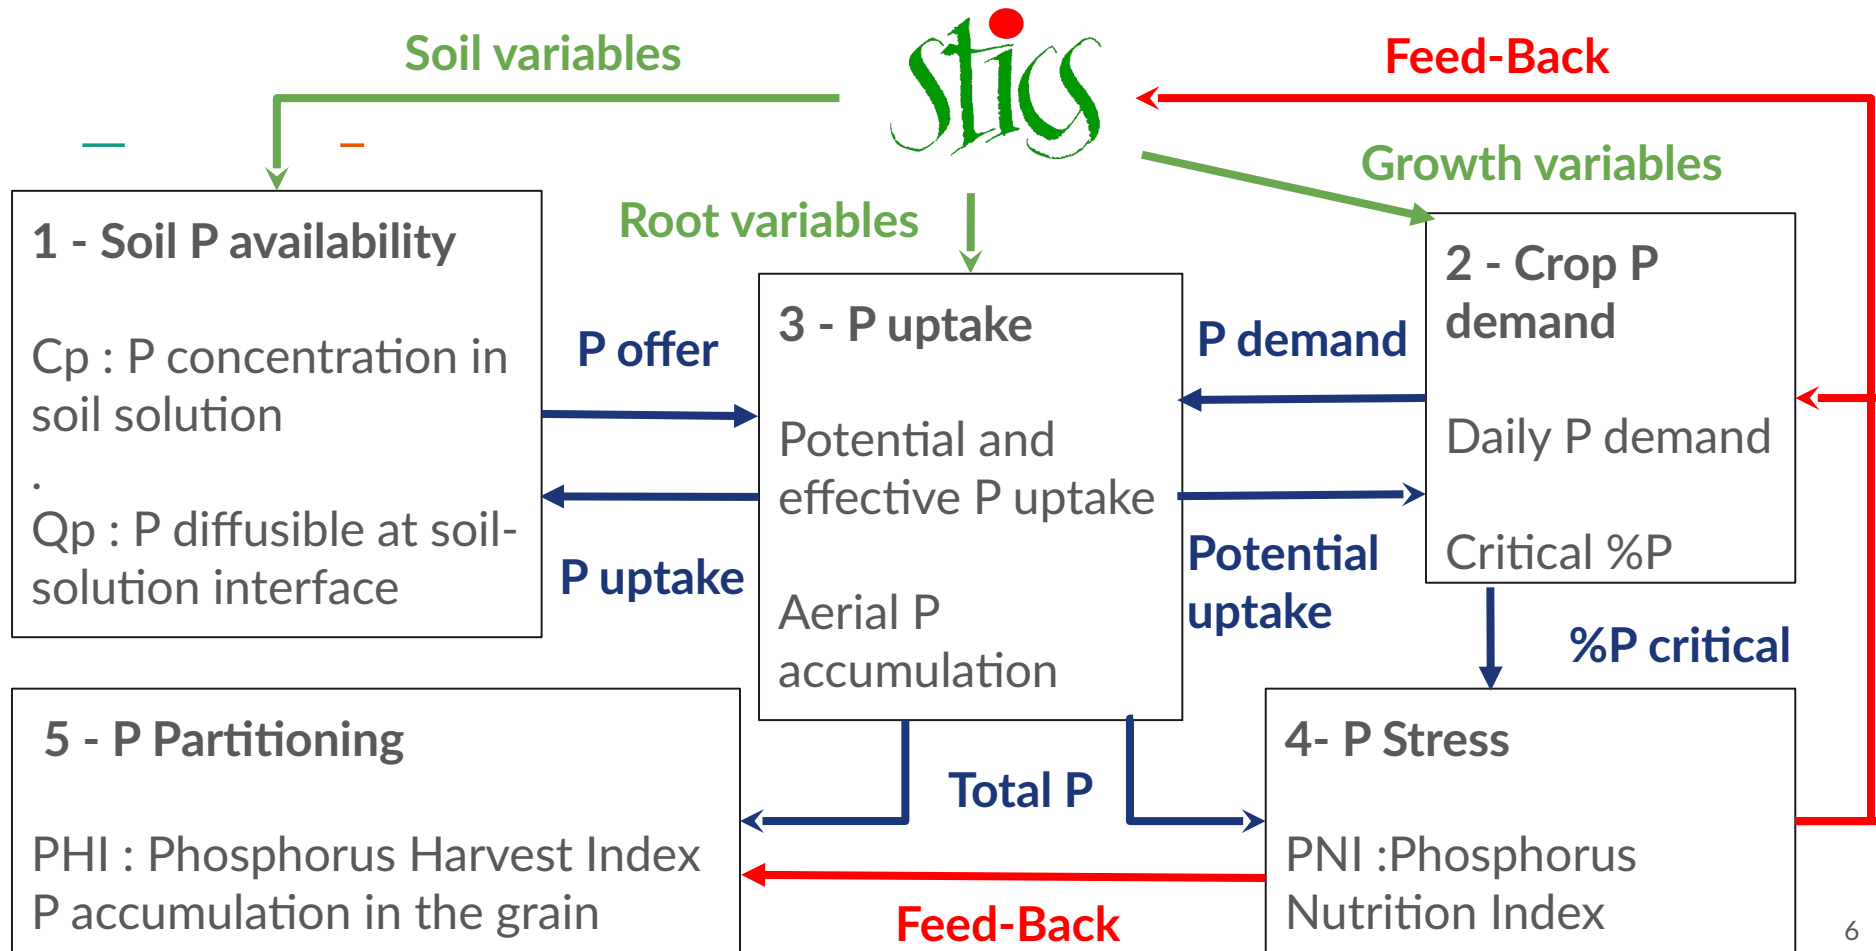 Soil variables
stics
Feed-Back
Growth variables
Root variables
1 - Soil P availability
Cp : P concentration in
soil solution
.
Qp : P diffusible at soil-
solution interface
P offer
P uptake
3 - P uptake
Potential and
effective P uptake
Aerial P
accumulation
P demand
Potential
uptake
2 - Crop P
demand
Daily P demand
Critical %P
%P critical
5 - P Partitioning
PHI : Phosphorus Harvest Index
P accumulation in the grain
Total P
Feed-Back
4- P Stress
PNI :Phosphorus
Nutrition Index
6